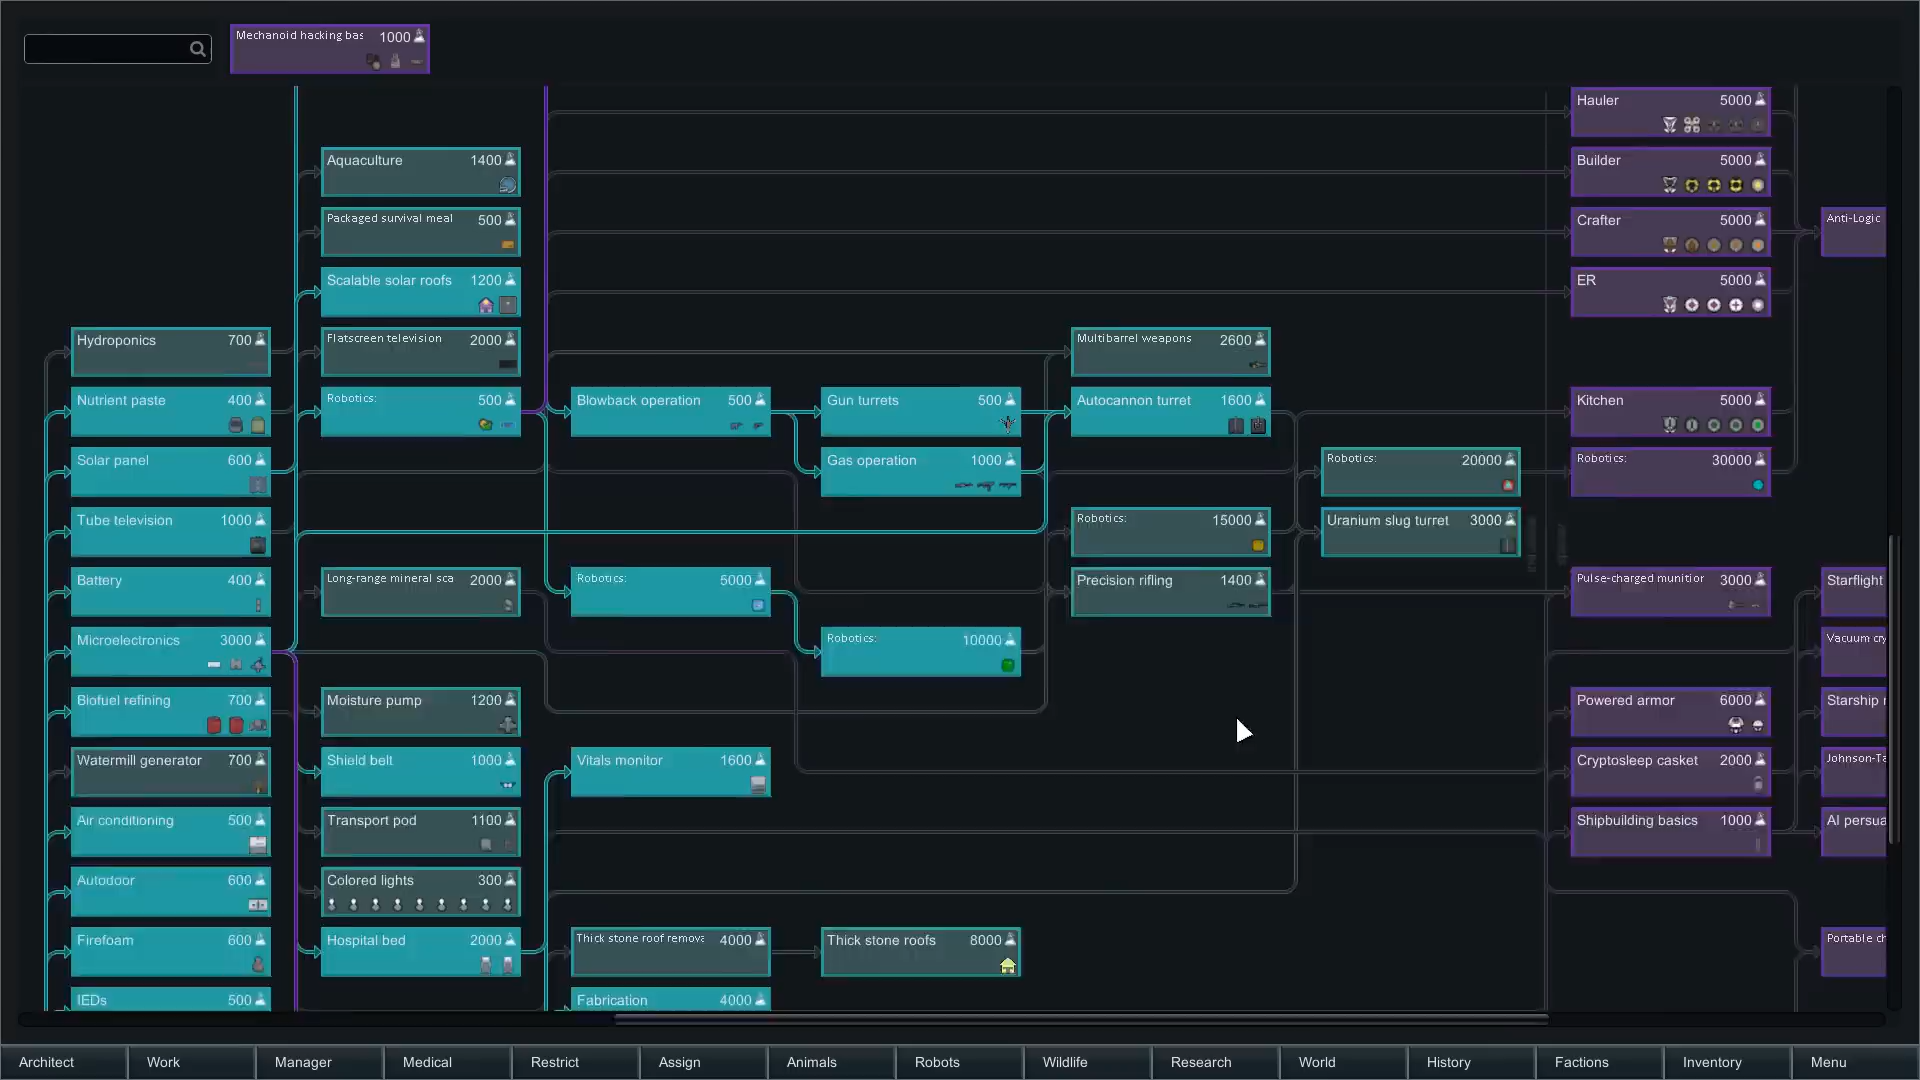 Mechanoid hacking bas 1000
Hauler 5000
Aquaculture 1400
Builder 5000
Packaged survival meal 500
Crafter 5000
Anti-Logic
Scalable solar roofs 1200
ER 5000
Hydroponics 700
Flatscreen television 2000
Multibarrel weapons 2600
Nutrient paste 400
Robotics: 500
Blowback operation 500
Gun turrets 500
Autocannon turret 1600
Kitchen 5000
Solar panel 600
Gas operation 1000
Robotics: 20000
Robotics: 30000
Tube television 1000
Robotics: 15000
Uranium slug turret 3000
Battery 400
Long-range mineral sca 2000
Robotics: 5000
Precision rifling 1400
Pulse-charged munition 3000
Starflight
Microelectronics 3000
Robotics: 10000
Vacuum cry
Biofuel refining 700
Moisture pump 1200
Powered armor 6000
Starship r
Watermill generator 700
Shield belt 1000
Vitals monitor 1600
Cryptosleep casket 2000
Johnson-Ta
Air conditioning 500
Transport pod 1100
Shipbuilding basics 1000
AI persua
Autodoor 600
Colored lights 300
Firefoam 600
Hospital bed 2000
Thick stone roof remova 4000
Thick stone roofs 8000
Portable ch
IEDs 500
Fabrication 4000
Architect Work Manager Medical Restrict Assign Animals Robots Wildlife Research World History Factions Inventory Menu